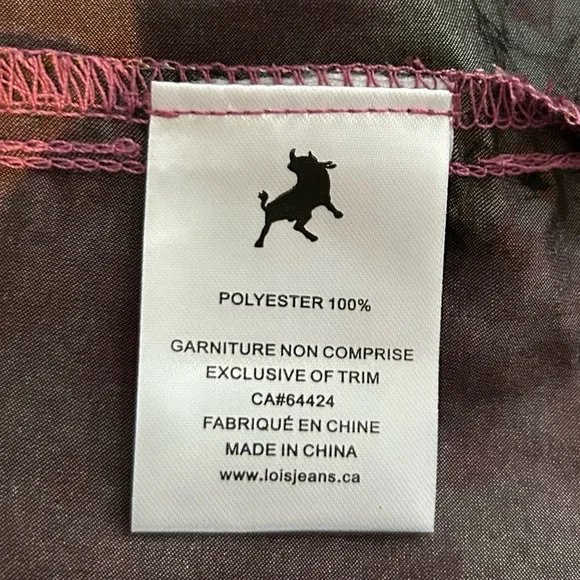 POLYESTER 100%
GARNITURE NON COMPRISE
EXCLUSIVE OF TRIM
CA#64424
FABRIQUÉ EN CHINE
MADE IN CHINA
www.loisjeans.ca